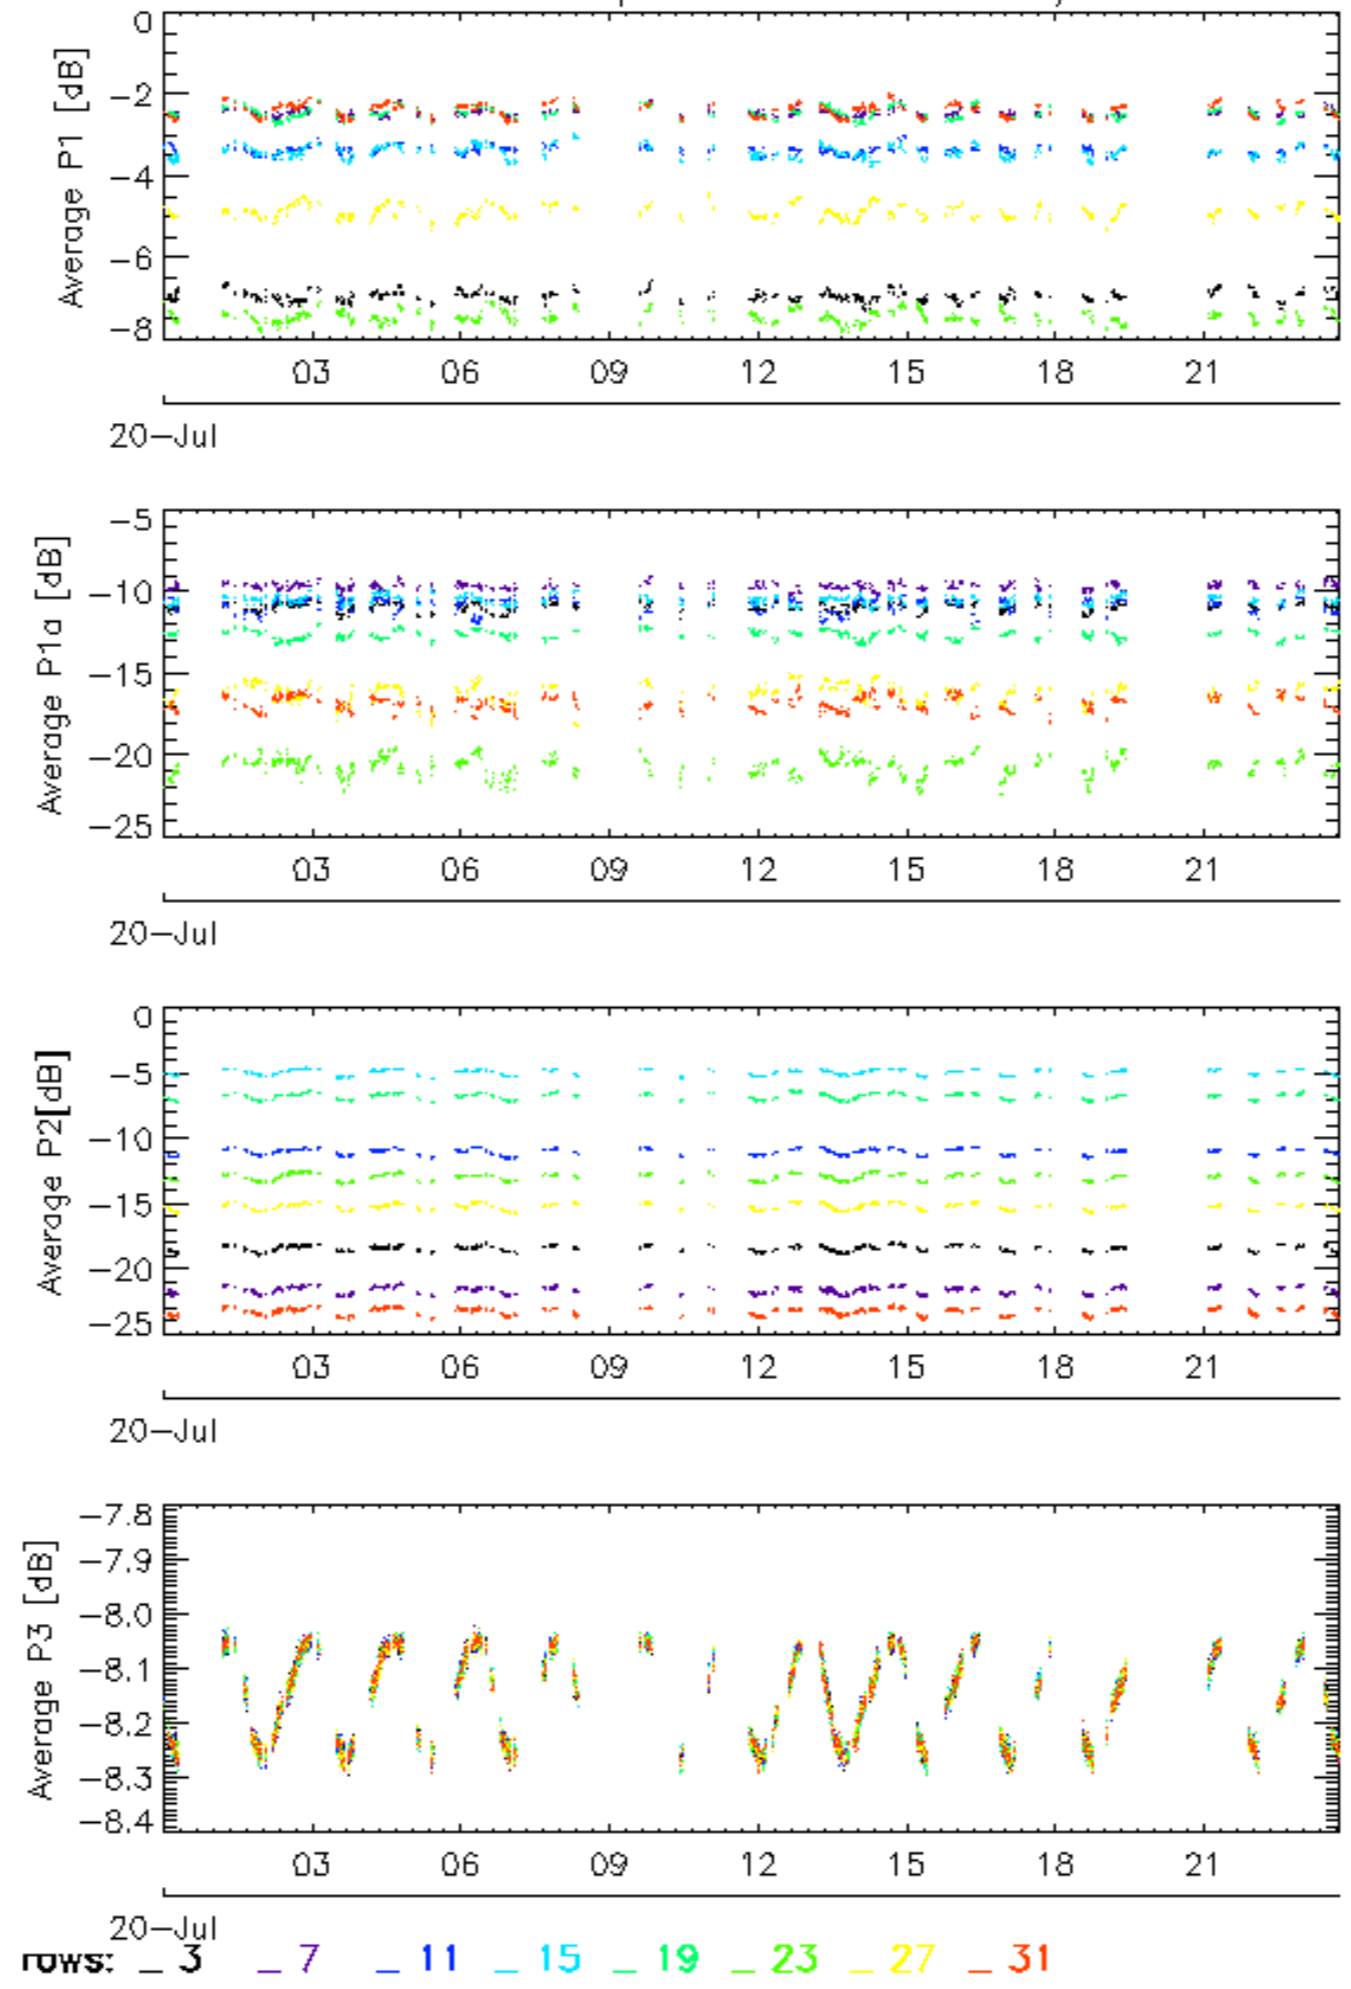 0
−2
−4
−6
−8
Average P1 [dB]
03 06 09 12 15 18 21
20−Jul
−5
−10
−15
−20
−25
Average P1a [dB]
03 06 09 12 15 18 21
20−Jul
0
−5
−10
−15
−20
−25
Average P2[dB]
03 06 09 12 15 18 21
20−Jul
−7.8
−7.9
−8.0
−8.1
−8.2
−8.3
−8.4
Average P3 [dB]
03 06 09 12 15 18 21
20−Jul
rows: _ 3 _ 7 _ 11 _ 15 _ 19 _ 23 _ 27 _ 31